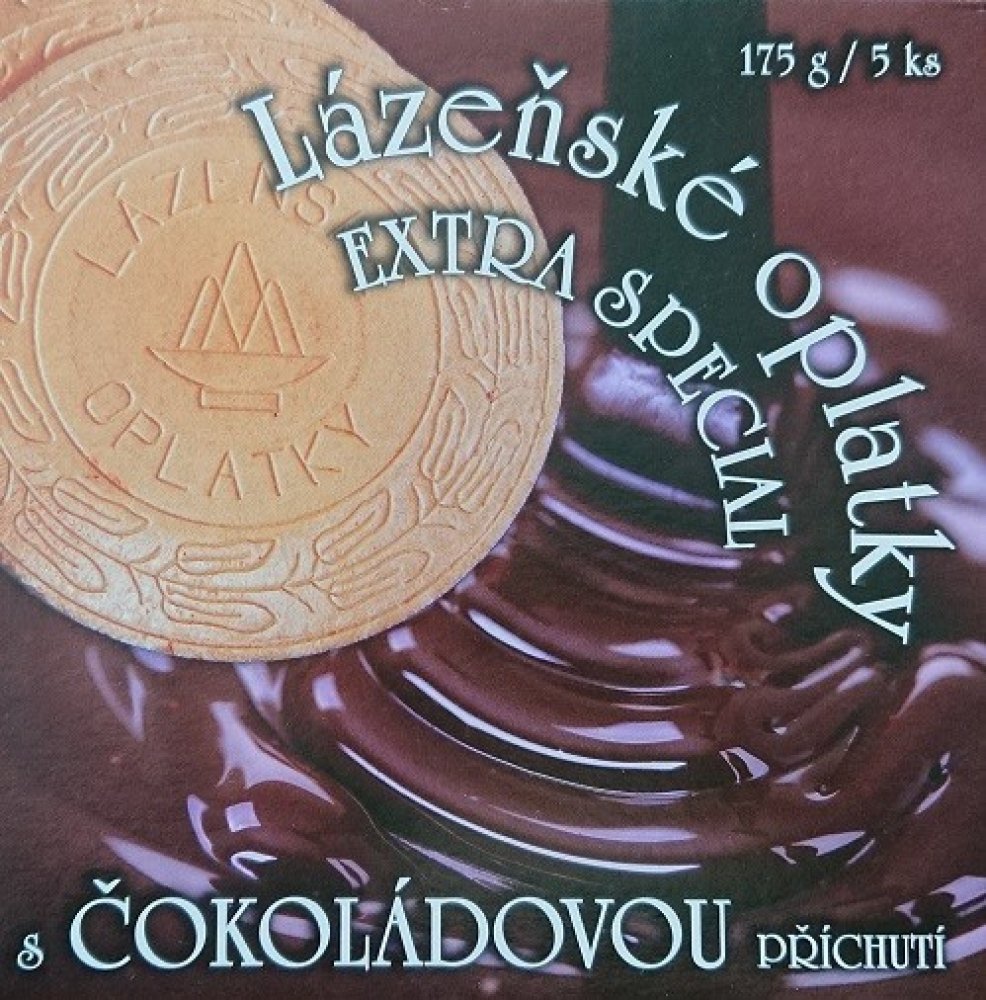 175 g / 5 ks
Lázeňské oplatky
EXTRA SPECIAL
LÁZEŇS
OPLATKY
s ČOKOLÁDOVOU PŘÍCHUTÍ